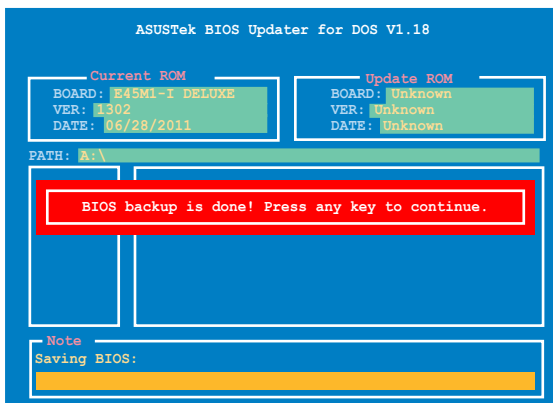 ASUSTek BIOS Updater for DOS V1.18
Current ROM
BOARD: E45M1-I DELUXE
VER: 1302
DATE: 06/28/2011
Update ROM
BOARD: Unknown
VER: Unknown
DATE: Unknown
PATH: A:\
BIOS backup is done! Press any key to continue.
Note
Saving BIOS: